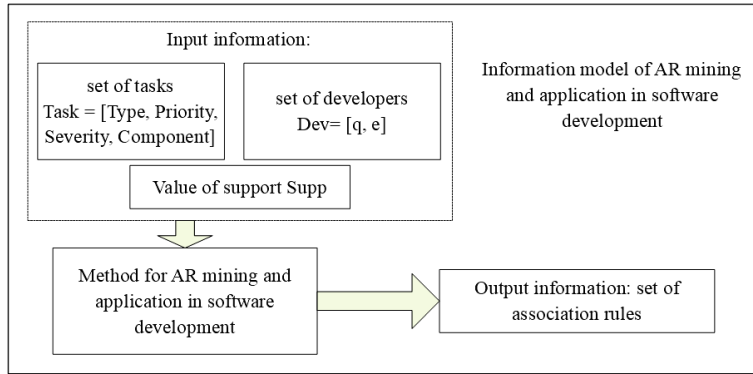 Input information:
set of tasks
Task = [Type, Priority,
Severity, Component]
set of developers
Dev= [q, e]
Value of support Supp
Information model of AR mining
and application in software
development
Method for AR mining and
application in software
development
Output information: set of
association rules